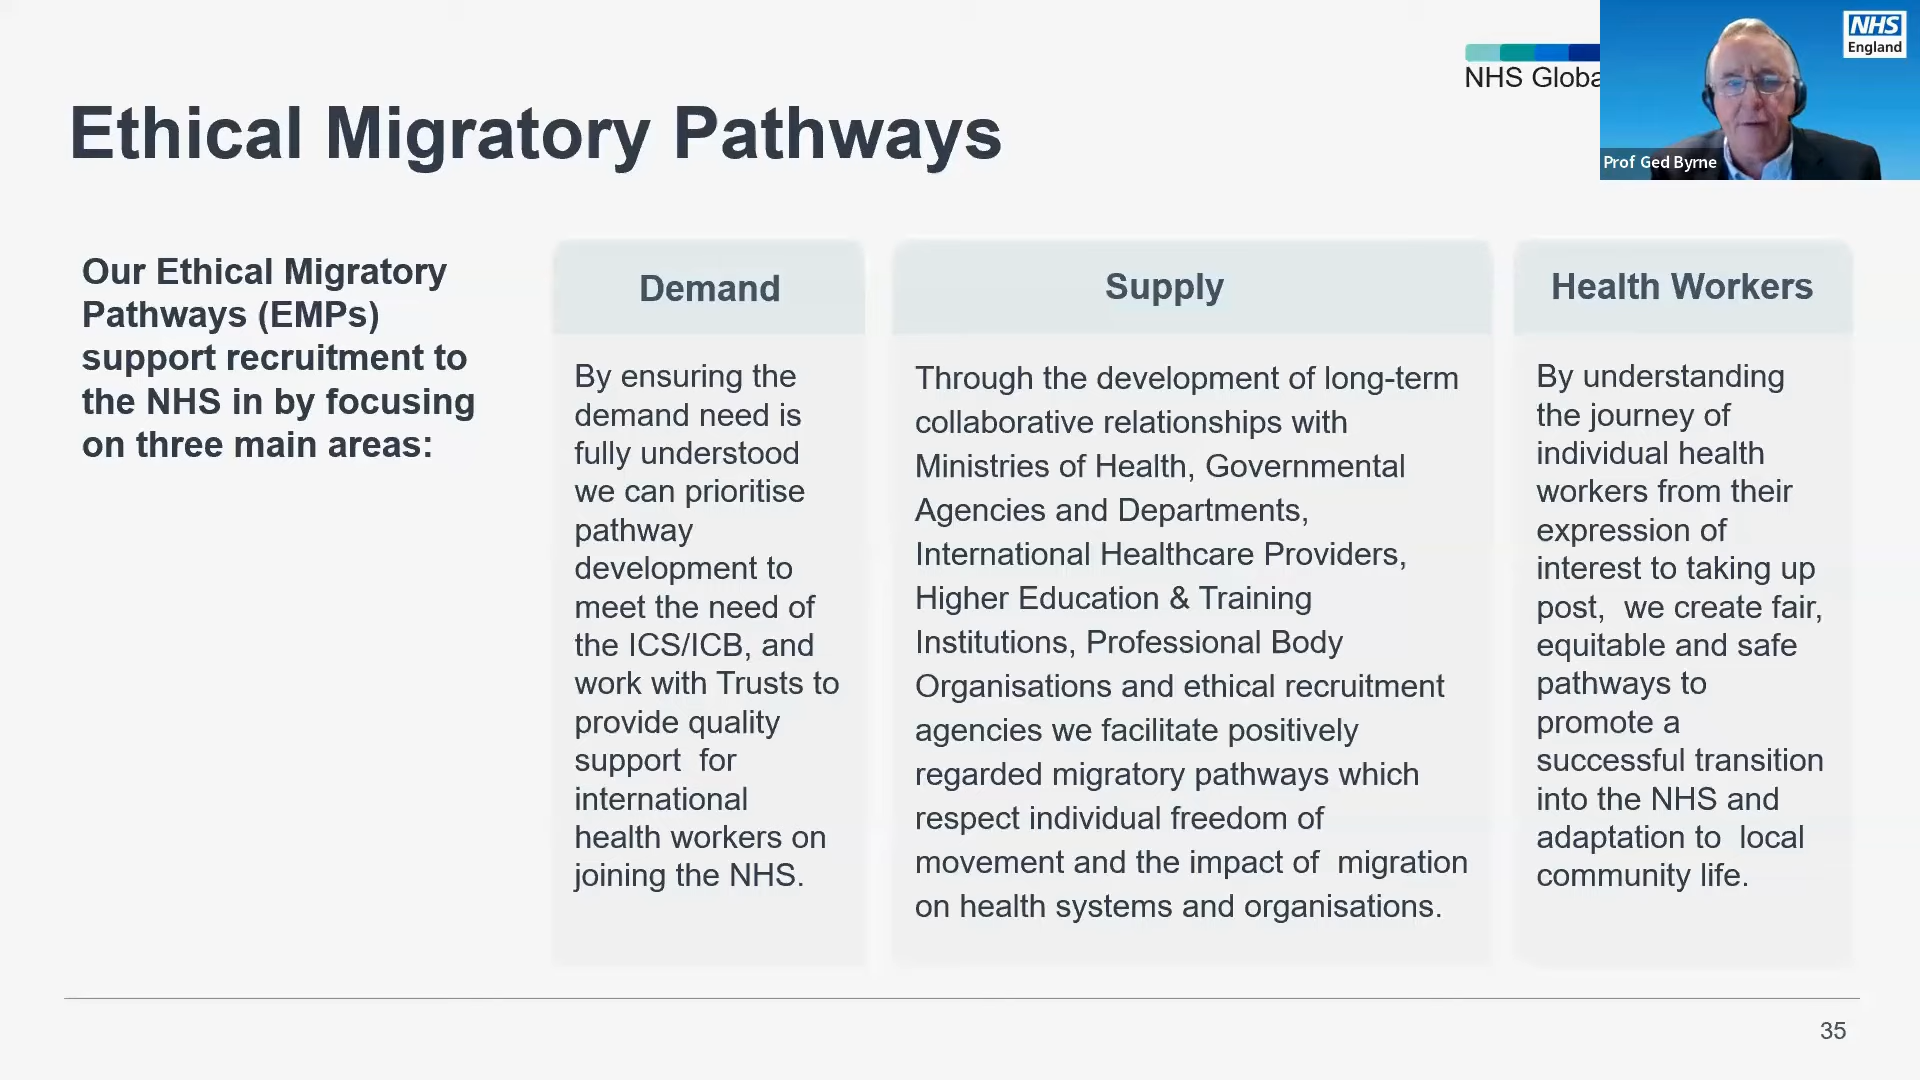 NHS
England
NHS Globa
Prof Ged Byrne
Ethical Migratory Pathways
Our Ethical Migratory
Pathways (EMPs)
support recruitment to
the NHS in by focusing
on three main areas:
Demand
By ensuring the
demand need is
fully understood
we can prioritise
pathway
development to
meet the need of
the ICS/ICB, and
work with Trusts to
provide quality
support  for
international
health workers on
joining the NHS.
Supply
Through the development of long-term
collaborative relationships with
Ministries of Health, Governmental
Agencies and Departments,
International Healthcare Providers,
Higher Education & Training
Institutions, Professional Body
Organisations and ethical recruitment
agencies we facilitate positively
regarded migratory pathways which
respect individual freedom of
movement and the impact of  migration
on health systems and organisations.
Health Workers
By understanding
the journey of
individual health
workers from their
expression of
interest to taking up
post,  we create fair,
equitable and safe
pathways to
promote a
successful transition
into the NHS and
adaptation to  local
community life.
35